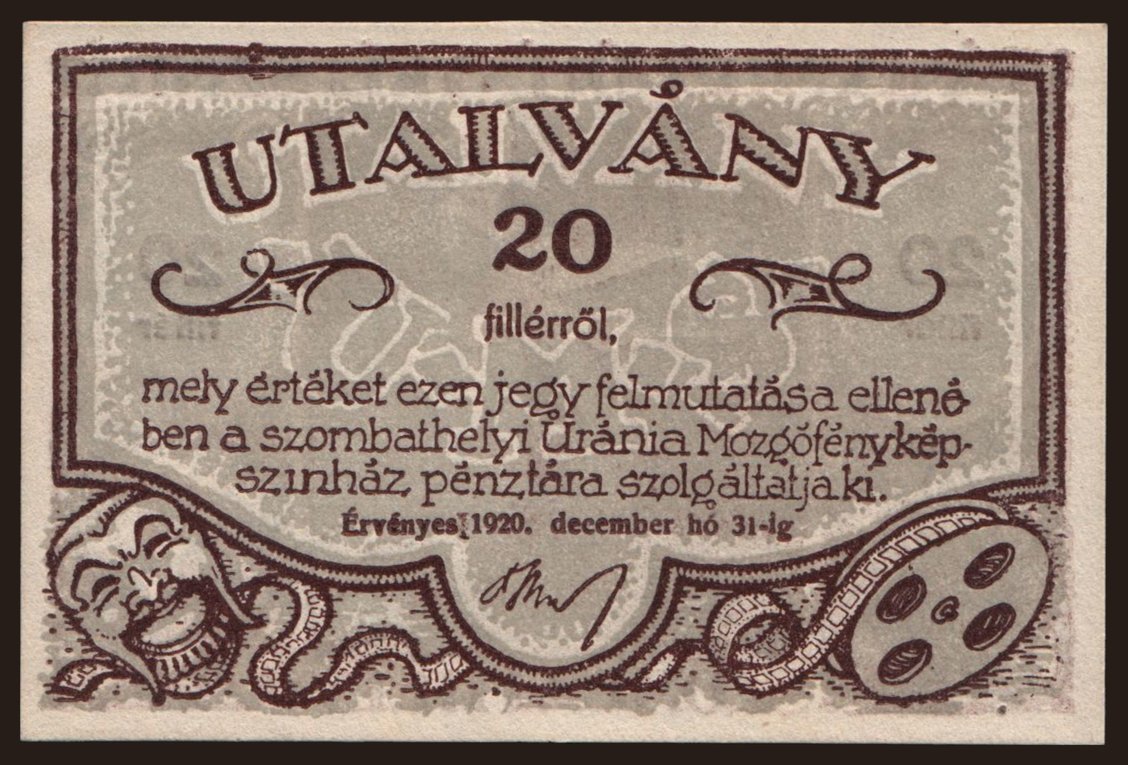 UTALVÁNY
20
fillérről,
mely értéket ezen jegy felmutatása ellené-
ben a szombathelyi Uránia Mozgófénykép-
szinház pénztára szolgáltatja ki.
Érvényes 1920. december hó 31-ig